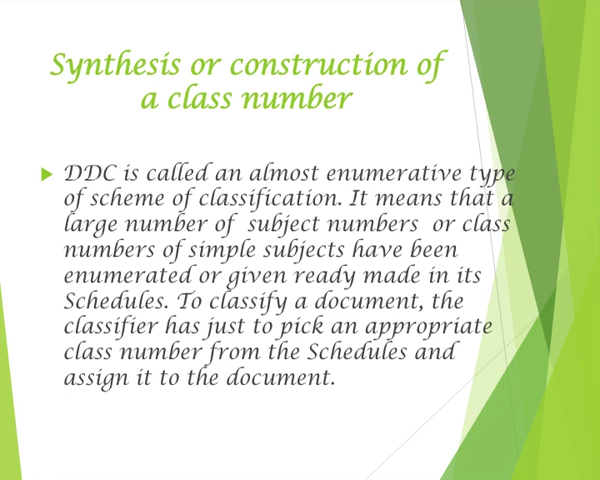 Synthesis or construction of
a class number
DDC is called an almost enumerative type
of scheme of classification. It means that a
large number of subject numbers or class
numbers of simple subjects have been
enumerated or given ready made in its
Schedules. To classify a document, the
classifier has just to pick an appropriate
class number from the Schedules and
assign it to the document.